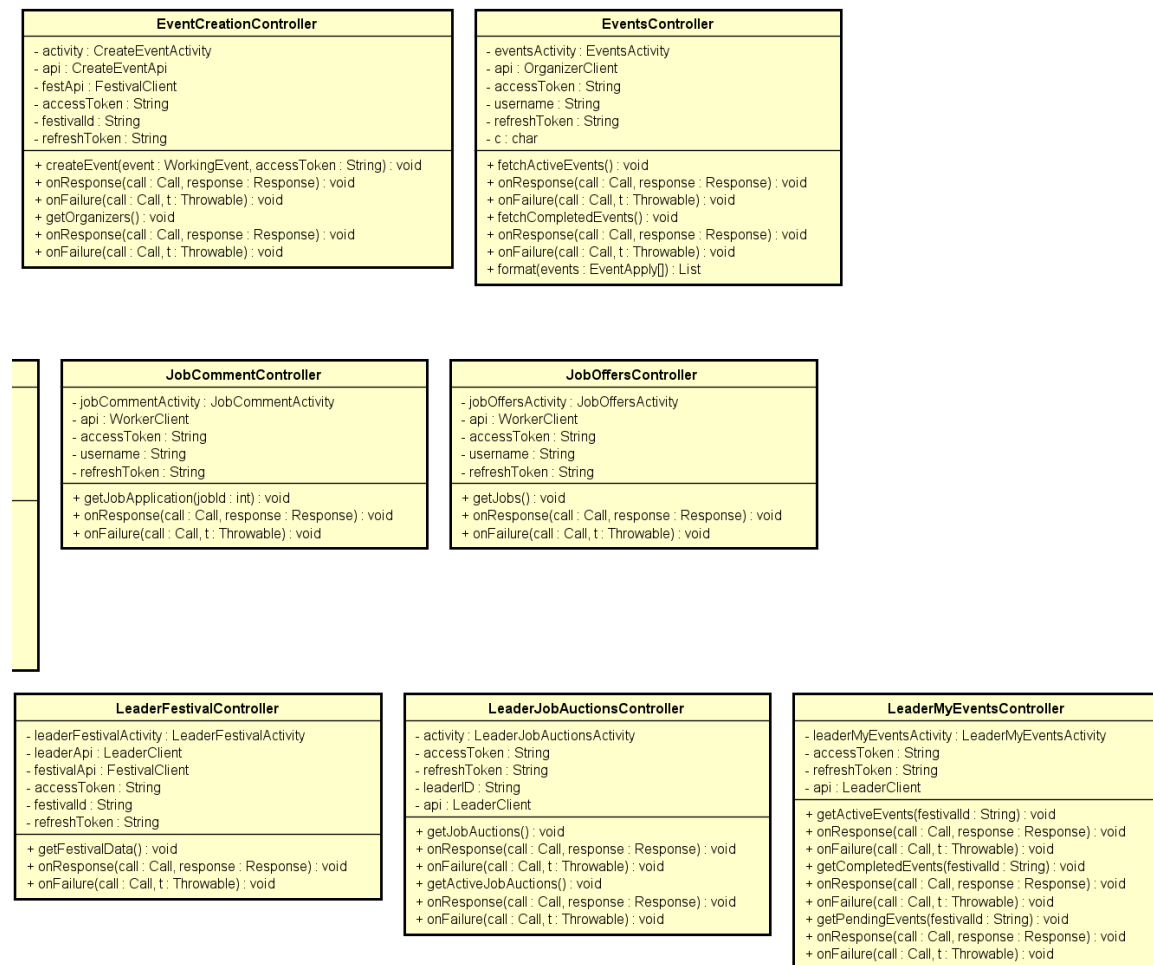 EventCreationController
- activity : CreateEventActivity
- api : CreateEventApi
- festApi : FestivalClient
- accessToken : String
- festivalId : String
- refreshToken : String
+ createEvent(event : WorkingEvent, accessToken : String) : void
+ onResponse(call : Call, response : Response) : void
+ onFailure(call : Call, t : Throwable) : void
+ getOrganizers() : void
+ onResponse(call : Call, response : Response) : void
+ onFailure(call : Call, t : Throwable) : void
EventsController
- eventsActivity : EventsActivity
- api : OrganizerClient
- accessToken : String
- username : String
- refreshToken : String
- c : char
+ fetchActiveEvents() : void
+ onResponse(call : Call, response : Response) : void
+ onFailure(call : Call, t : Throwable) : void
+ fetchCompletedEvents() : void
+ onResponse(call : Call, response : Response) : void
+ onFailure(call : Call, t : Throwable) : void
+ format(events : EventApply[]) : List
JobCommentController
- jobCommentActivity : JobCommentActivity
- api : WorkerClient
- accessToken : String
- username : String
- refreshToken : String
+ getJobApplication(jobId : int) : void
+ onResponse(call : Call, response : Response) : void
+ onFailure(call : Call, t : Throwable) : void
JobOffersController
- jobOffersActivity : JobOffersActivity
- api : WorkerClient
- accessToken : String
- username : String
- refreshToken : String
+ getJobs() : void
+ onResponse(call : Call, response : Response) : void
+ onFailure(call : Call, t : Throwable) : void
LeaderFestivalController
- leaderFestivalActivity : LeaderFestivalActivity
- leaderApi : LeaderClient
- festivalApi : FestivalClient
- accessToken : String
- festivalId : String
- refreshToken : String
+ getFestivalData() : void
+ onResponse(call : Call, response : Response) : void
+ onFailure(call : Call, t : Throwable) : void
LeaderJobAuctionsController
- activity : LeaderJobAuctionsActivity
- accessToken : String
- refreshToken : String
- leaderID : String
- api : LeaderClient
+ getJobAuctions() : void
+ onResponse(call : Call, response : Response) : void
+ onFailure(call : Call, t : Throwable) : void
+ getActiveJobAuctions() : void
+ onResponse(call : Call, response : Response) : void
+ onFailure(call : Call, t : Throwable) : void
LeaderMyEventsController
- leaderMyEventsActivity : LeaderMyEventsActivity
- accessToken : String
- refreshToken : String
- api : LeaderClient
+ getActiveEvents(festivalId : String) : void
+ onResponse(call : Call, response : Response) : void
+ onFailure(call : Call, t : Throwable) : void
+ getCompletedEvents(festivalId : String) : void
+ onResponse(call : Call, response : Response) : void
+ onFailure(call : Call, t : Throwable) : void
+ getPendingEvents(festivalId : String) : void
+ onResponse(call : Call, response : Response) : void
+ onFailure(call : Call, t : Throwable) : void